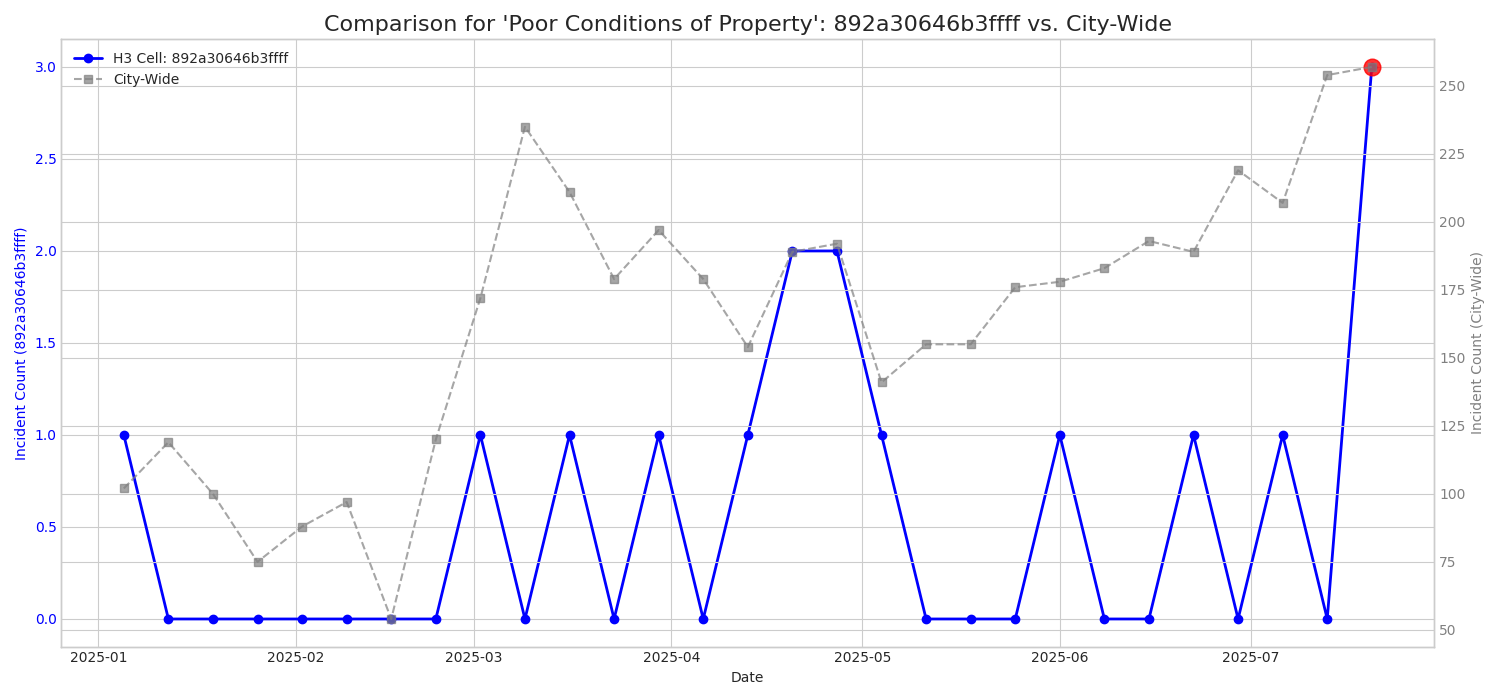 Comparison for 'Poor Conditions of Property': 892a30646b3ffff vs. City-Wide
H3 Cell: 892a30646b3ffff
City-Wide
3.0
2.5
2.0
1.5
1.0
0.5
0.0
Incident Count (892a30646b3ffff)
250
225
200
175
150
125
100
75
50
Incident Count (City-Wide)
2025-01 2025-02 2025-03 2025-04 2025-05 2025-06 2025-07
Date